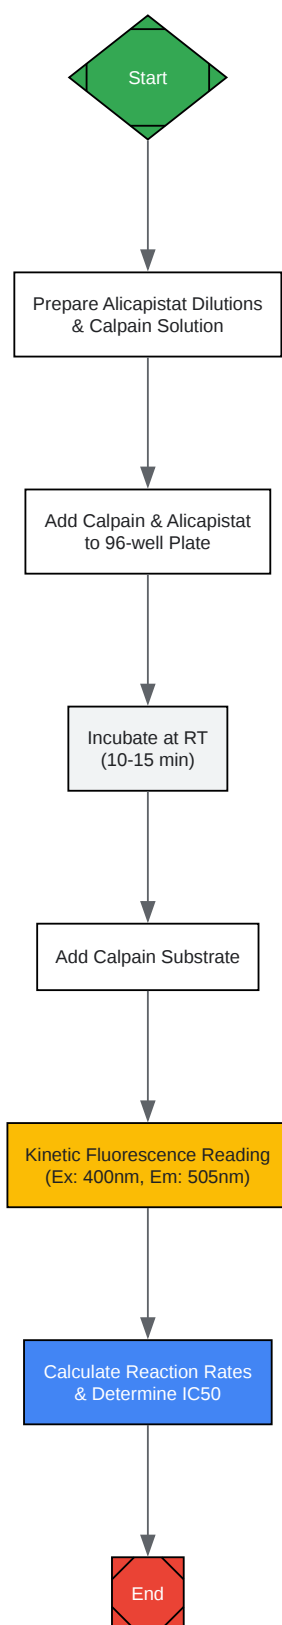 Start
Prepare Alicapistat Dilutions
& Calpain Solution
Add Calpain & Alicapistat
to 96-well Plate
Incubate at RT
(10-15 min)
Add Calpain Substrate
Kinetic Fluorescence Reading
(Ex: 400nm, Em: 505nm)
Calculate Reaction Rates
& Determine IC50
End